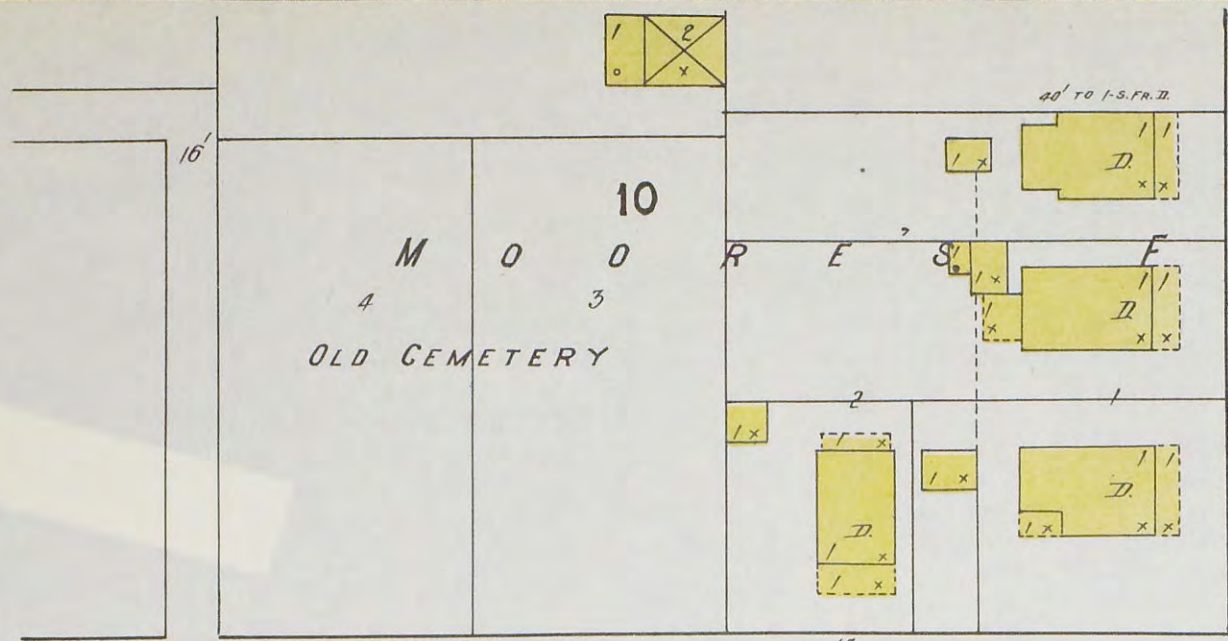 1 2
o x
40' TO 1-S.FR.D.
16'
1 x
1 1
D.
x x
10
M O O R E S. F
1
1 x
1 1
D.
x x
1 x
4 3
OLD CEMETERY
2 1
1 x
1 x
1 x
1 1
D.
x x
1 x
D.
1 x
1 x